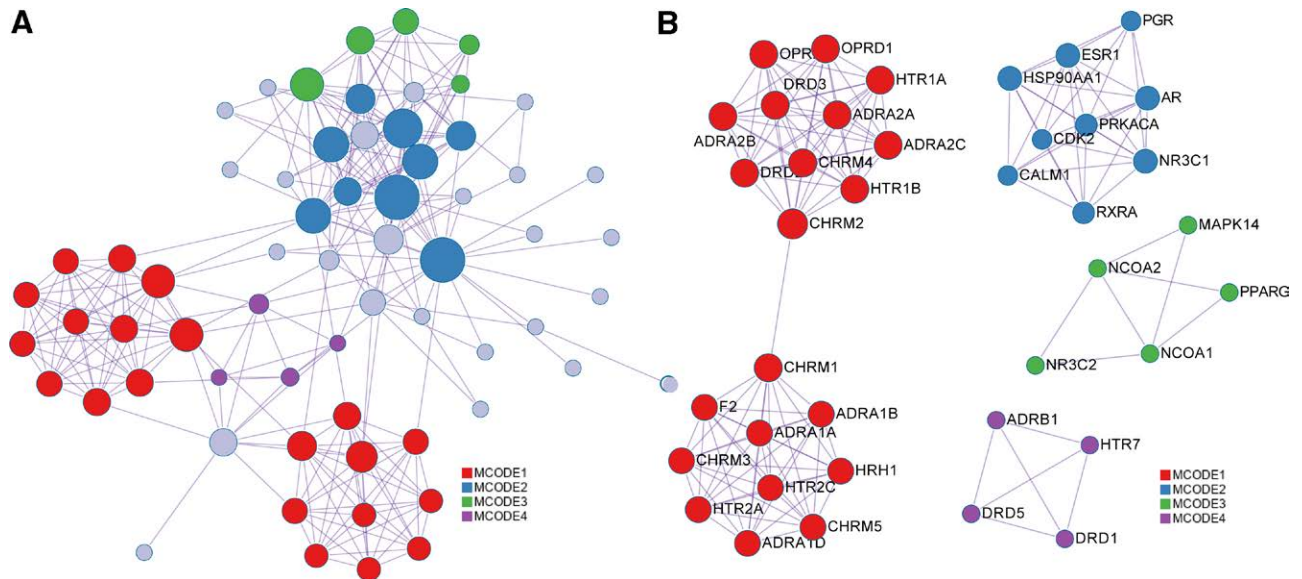 A
MCODE1
MCODE2
MCODE3
MCODE4
B
OPRD1
HTR1A
DRD3
ADRA2A
ADRA2B
ADRA2C
CHRM4
HTR1B
CHRM2
CHRM1
F2
ADRA1B
ADRA1A
CHRM3
HRH1
HTR2C
HTR2A
CHRM5
ADRA1D
PGR
ESR1
HSP90AA1
AR
PRKACA
CDK2
NR3C1
CALM1
RXRA
MAPK14
NCOA2
PPARG
NCOA1
NR3C2
ADRB1
HTR7
DRD5
DRD1
MCODE1
MCODE2
MCODE3
MCODE4